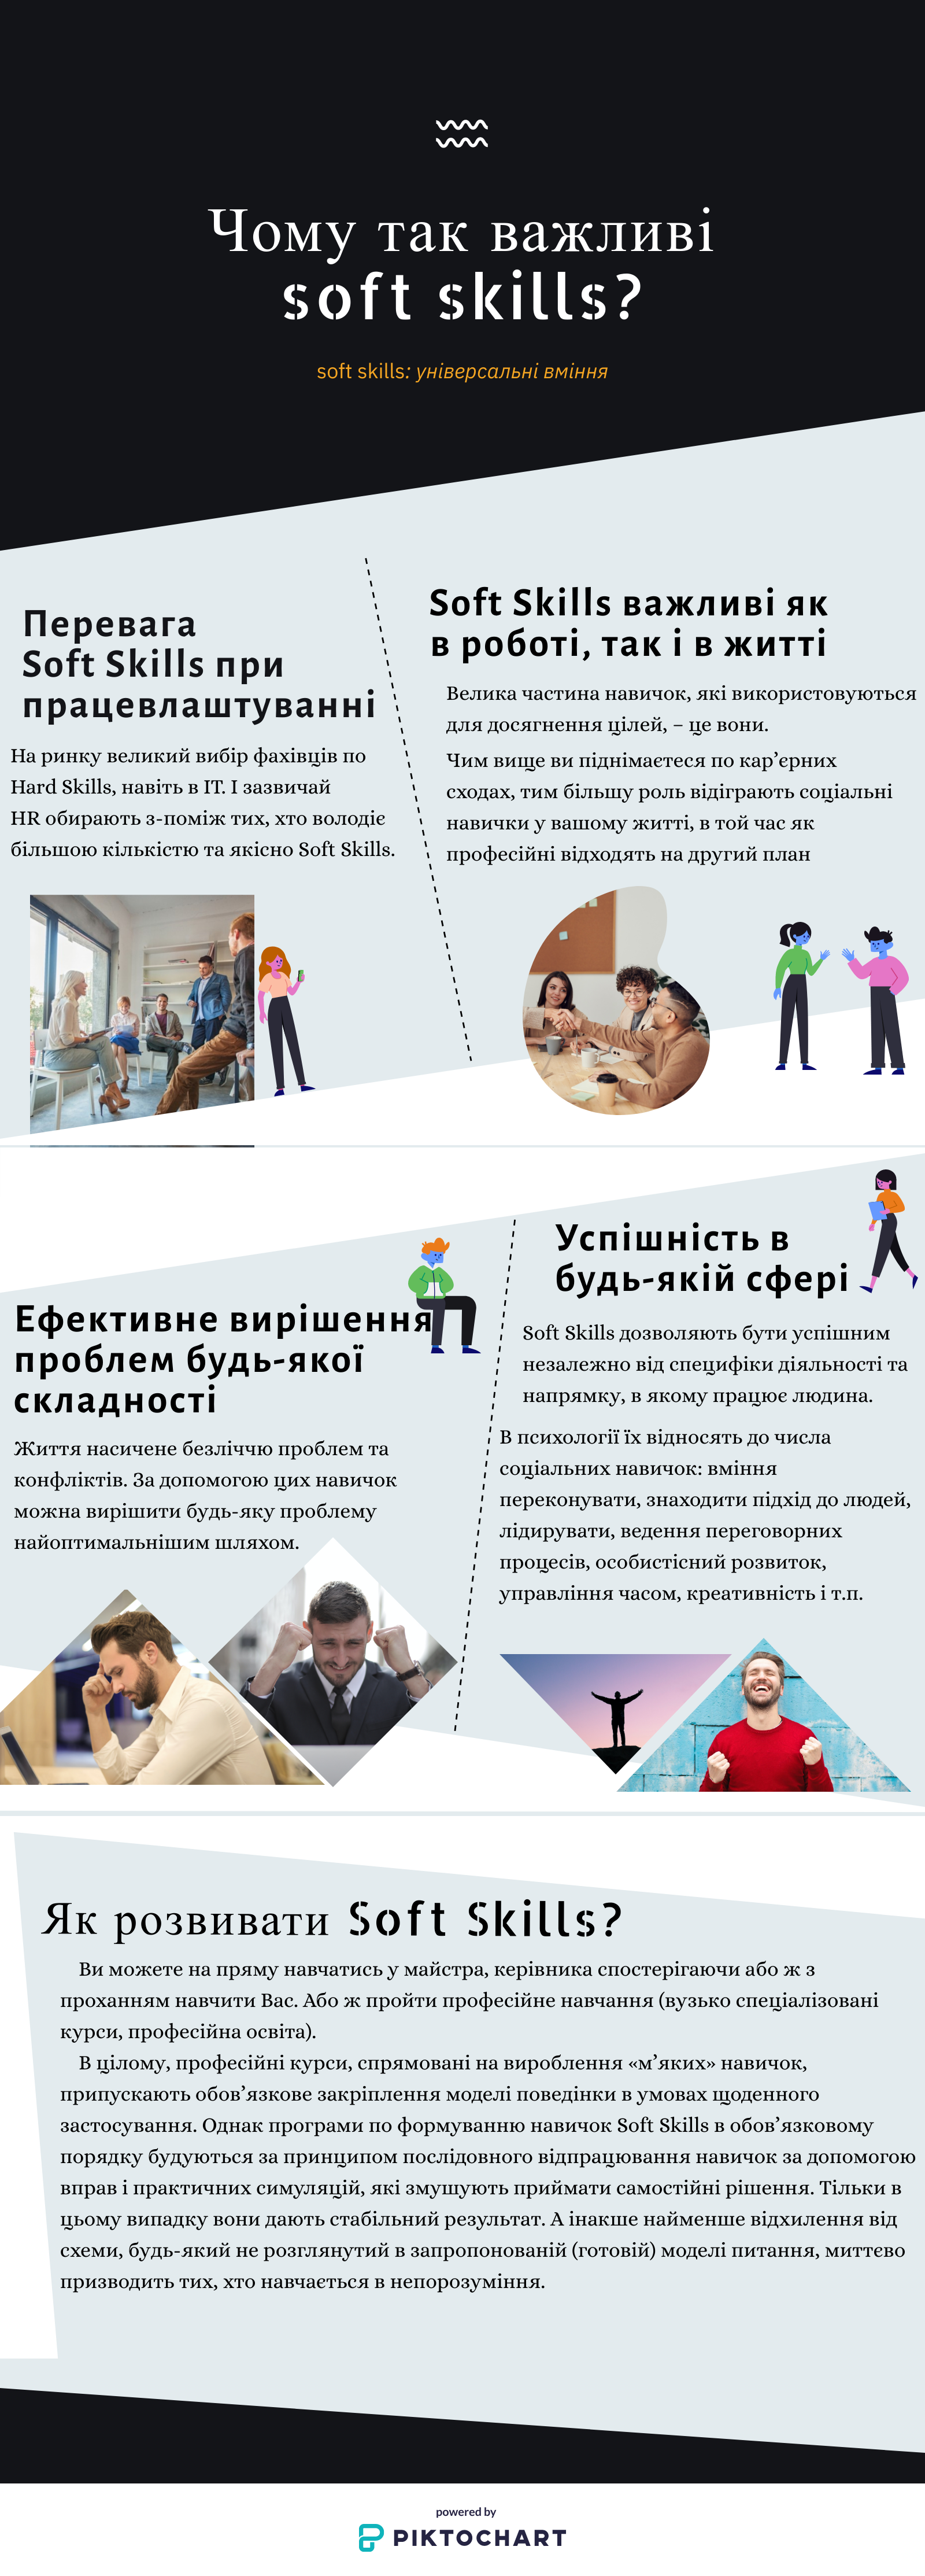 Чому так важливі
soft skills?
soft skills: універсальні вміння
Перевага
Soft Skills при
працевлаштуванні
На ринку великий вибір фахівців по
Hard Skills, навіть в IT. І зазвичай
HR обирають з-поміж тих, хто володіє
більшою кількістю та якісно Soft Skills.
Soft Skills важливі як
в роботі, так і в житті
Велика частина навичок, які використовуються
для досягнення цілей, – це вони.
Чим вище ви піднімаєтеся по кар’єрних
сходах, тим більшу роль відіграють соціальні
навички у вашому житті, в той час як
професійні відходять на другий план
Ефективне вирішення
проблем будь-якої
складності
Життя насичене безліччю проблем та
конфліктів. За допомогою цих навичок
можна вирішити будь-яку проблему
найоптимальнішим шляхом.
Успішність в
будь-якій сфері
Soft Skills дозволяють бути успішним
незалежно від специфіки діяльності та
напрямку, в якому працює людина.
В психології їх відносять до числа
соціальних навичок: вміння
переконувати, знаходити підхід до людей,
лідирувати, ведення переговорних
процесів, особистісний розвиток,
управління часом, креативність і т.п.
Як розвивати Soft Skills?
Ви можете на пряму навчатись у майстра, керівника спостерігаючи або ж з
проханням навчити Вас. Або ж пройти професійне навчання (вузько спеціалізовані
курси, професійна освіта).
В цілому, професійні курси, спрямовані на вироблення «м’яких» навичок,
припускають обов’язкове закріплення моделі поведінки в умовах щоденного
застосування. Однак програми по формуванню навичок Soft Skills в обов’язковому
порядку будуються за принципом послідовного відпрацювання навичок за допомогою
вправ і практичних симуляцій, які змушують приймати самостійні рішення. Тільки в
цьому випадку вони дають стабільний результат. А інакше найменше відхилення від
схеми, будь-який не розглянутий в запропонованій (готовій) моделі питання, миттєво
призводить тих, хто навчається в непорозуміння.
powered by
PIKTOCHART